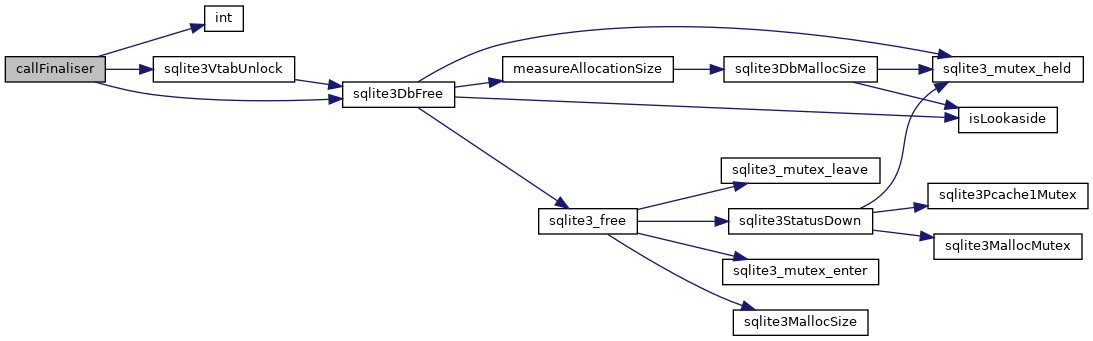 int
callFinaliser
sqlite3VtabUnlock
sqlite3DbFree
measureAllocationSize
sqlite3DbMallocSize
sqlite3_mutex_held
isLookaside
sqlite3_free
sqlite3_mutex_leave
sqlite3StatusDown
sqlite3Pcache1Mutex
sqlite3MallocMutex
sqlite3_mutex_enter
sqlite3MallocSize